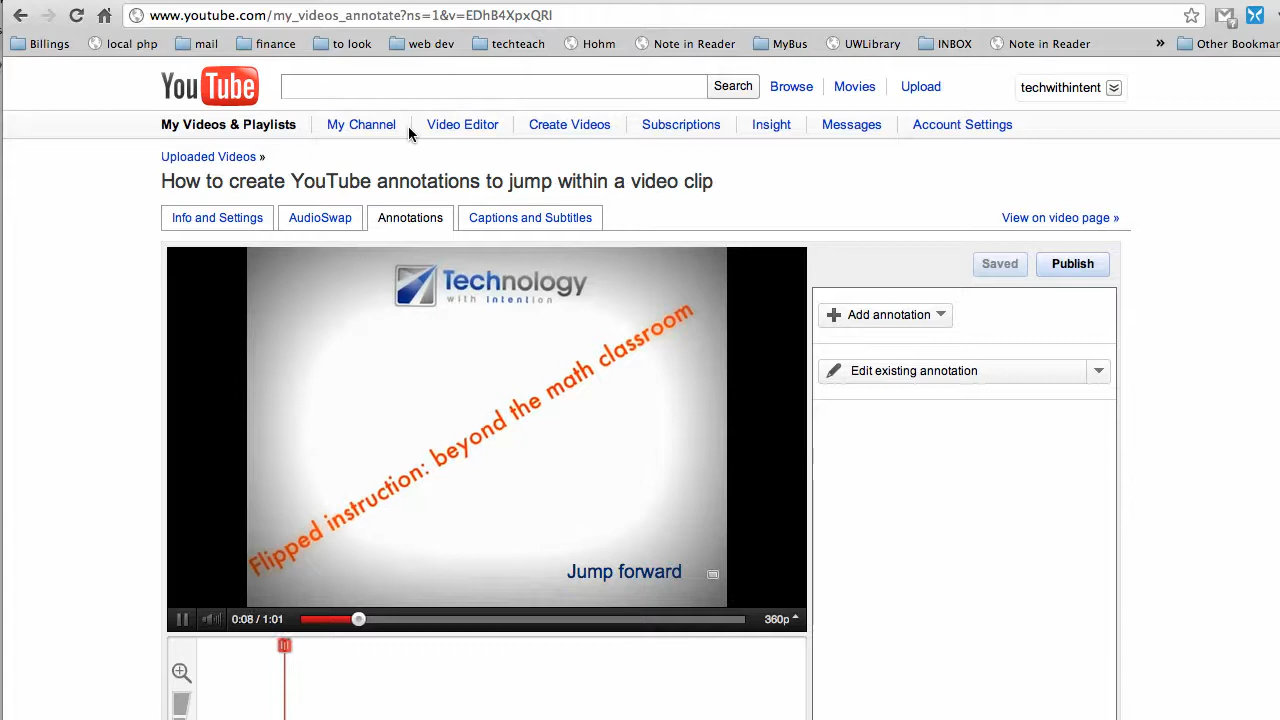 www.youtube.com/my_videos_annotate?ns=1&v=EDhB4XpxQRI
Billings local php mail finance to look web dev techteach Hohm Note in Reader MyBus UWLibrary INBOX Note in Reader » Other Bookmar
YouTube Search Browse Movies Upload techwithintent
My Videos & Playlists My Channel Video Editor Create Videos Subscriptions Insight Messages Account Settings
Uploaded Videos »
How to create YouTube annotations to jump within a video clip
Info and Settings AudioSwap Annotations Captions and Subtitles View on video page »
Saved Publish
Technology
with intention
Add annotation
Edit existing annotation
Flipped instruction: beyond the math classroom
Jump forward
0:08 / 1:01 360p